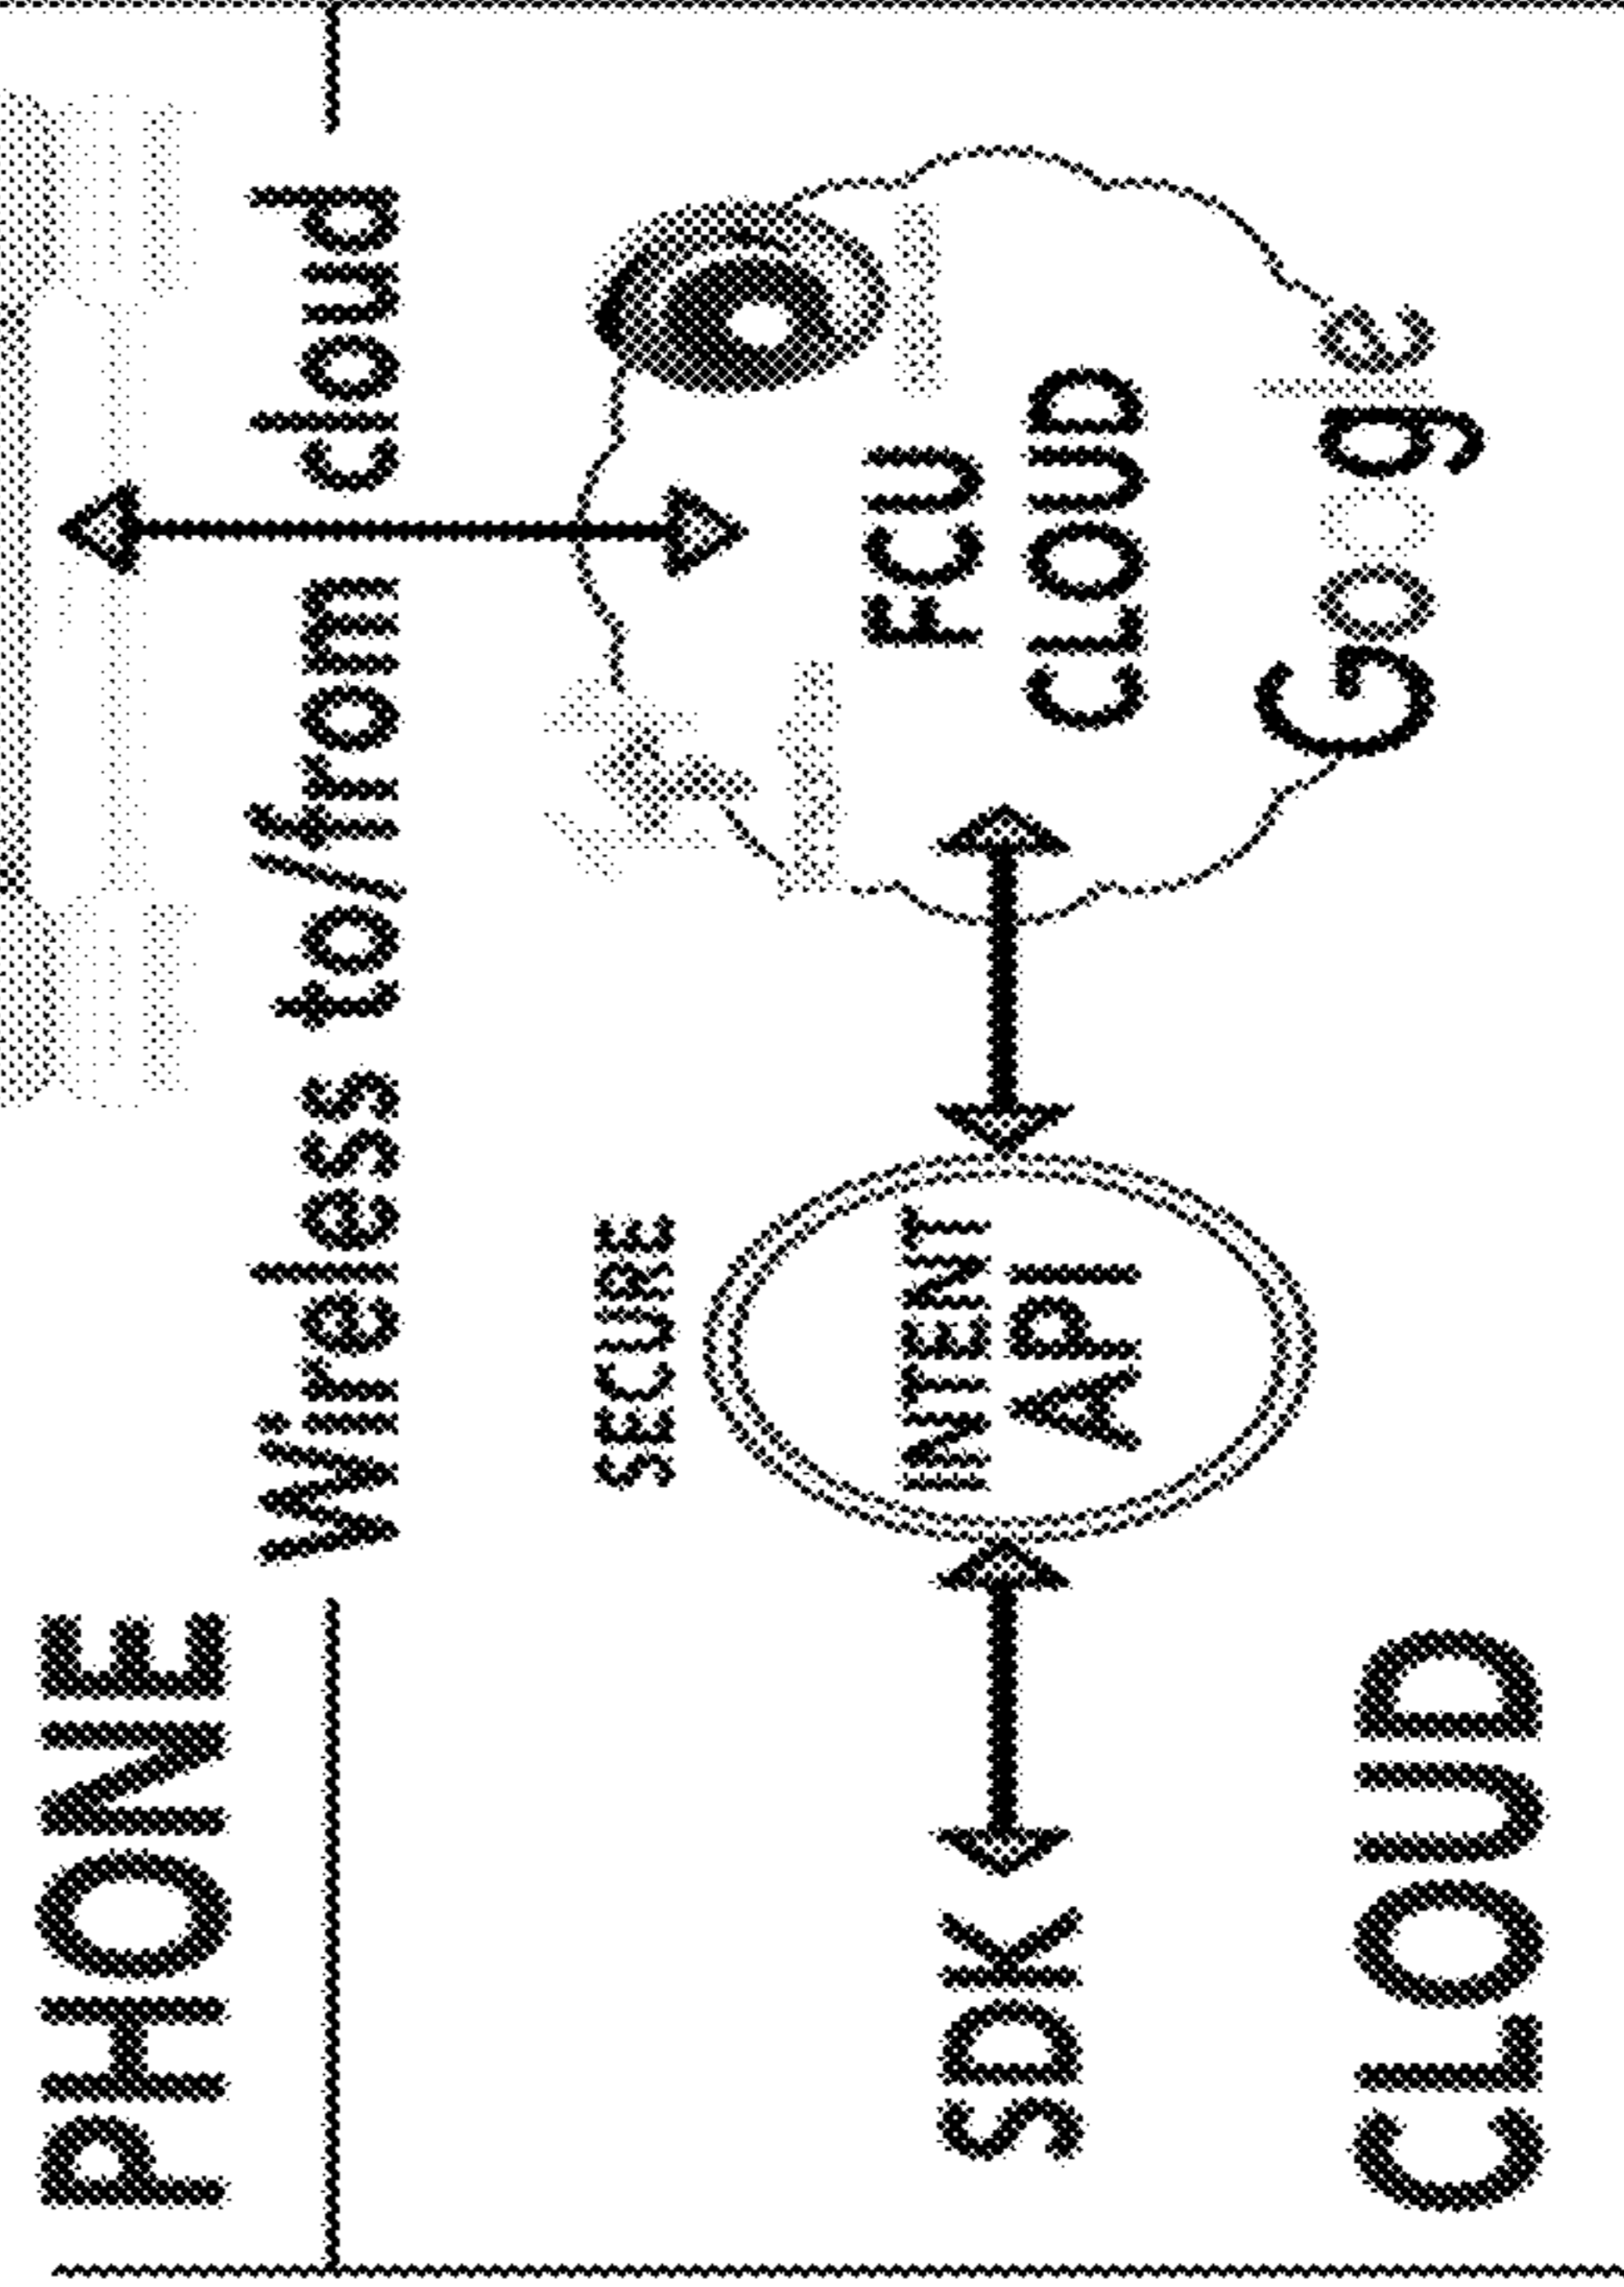 PHONE
Wireless to/from cloud
SECURE
FCU
CLOUD
INTENT
API
SDK
Google
CLOUD